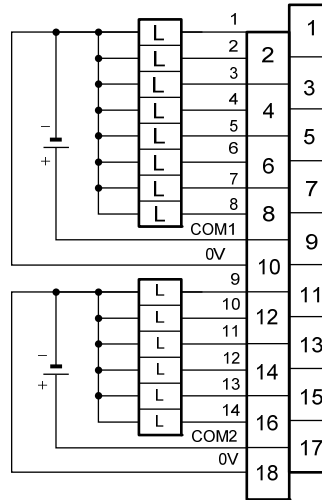 L 1 1
L 2 2
L 3 3
L 4 4
L 5 5
L 6 6
L 7 7
L 8 8
− +
COM1 9
0V 10
L 9 11
L 10 12
L 11 13
L 12 14
L 13 15
L 14 16
− +
COM2 17
0V 18